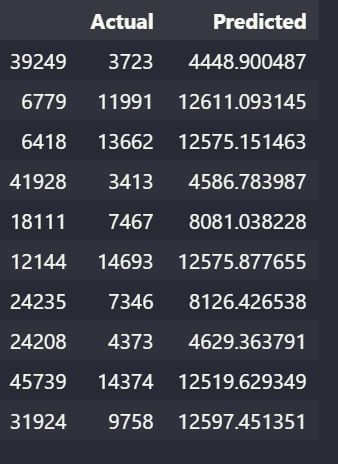 Actual Predicted
39249 3723 4448.900487
6779 11991 12611.093145
6418 13662 12575.151463
41928 3413 4586.783987
18111 7467 8081.038228
12144 14693 12575.877655
24235 7346 8126.426538
24208 4373 4629.363791
45739 14374 12519.629349
31924 9758 12597.451351